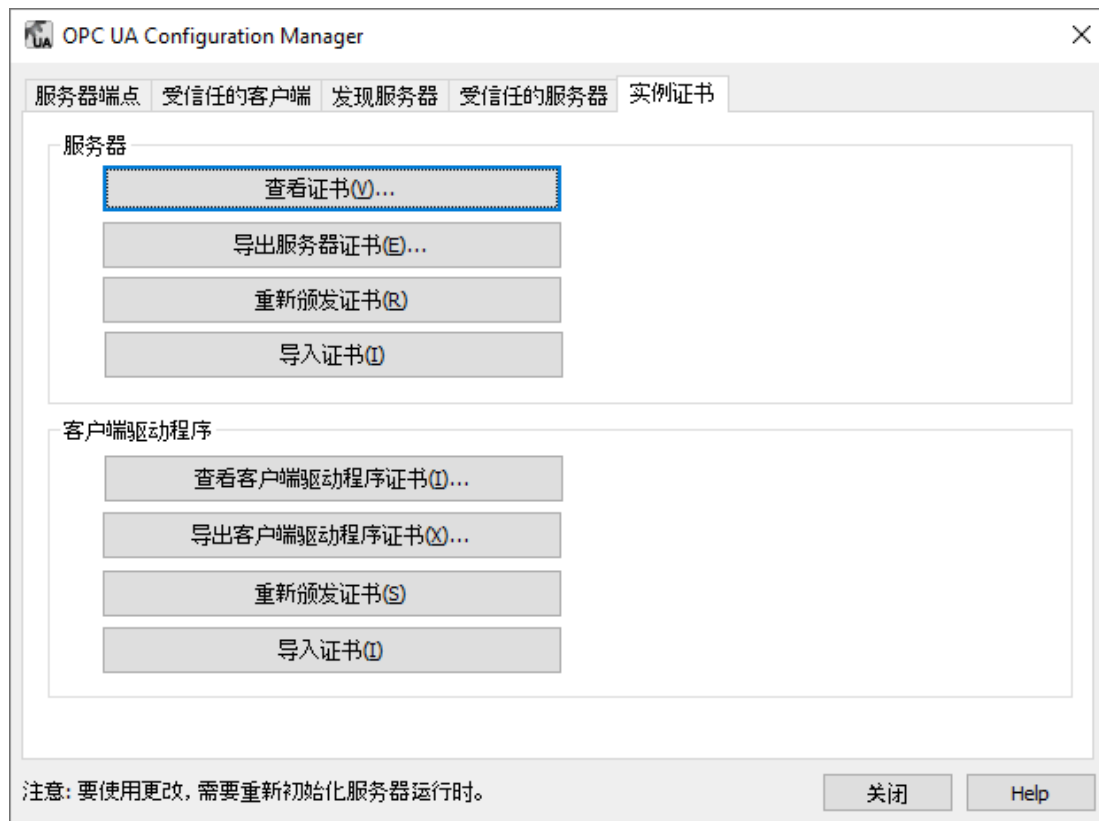 OPC UA Configuration Manager
服务器端点 受信任的客户端 发现服务器 受信任的服务器 实例证书
服务器
查看证书(V)...
导出服务器证书(E)...
重新颁发证书(R)
导入证书(I)
客户端驱动程序
查看客户端驱动程序证书(I)...
导出客户端驱动程序证书(X)...
重新颁发证书(S)
导入证书(I)
注意: 要使用更改, 需要重新初始化服务器运行时。
关闭 Help